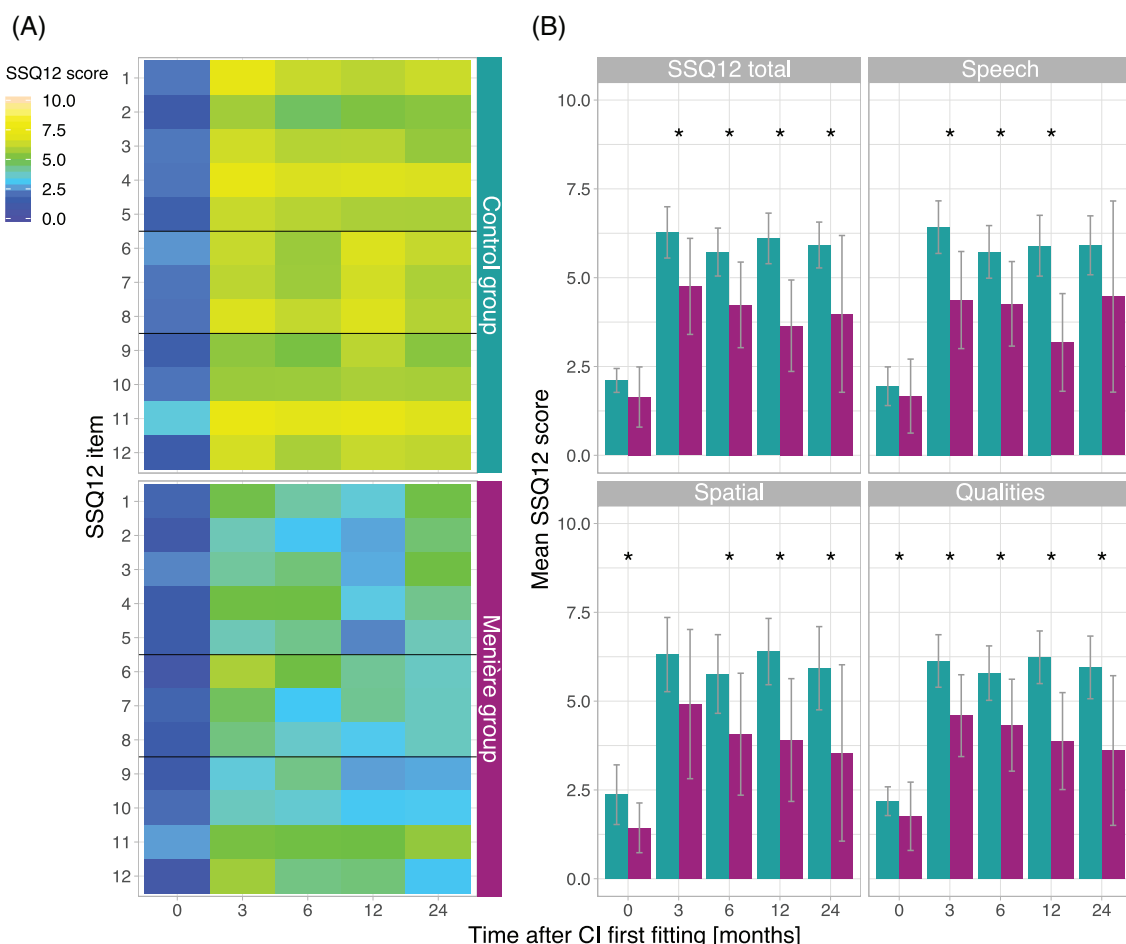 (A)
SSQ12 score
10.0
7.5
5.0
2.5
0.0
SSQ12 item
1
2
3
4
5
6
7
8
9
10
11
12
Control group
1
2
3
4
5
6
7
8
9
10
11
12
Menière group
0 3 6 12 24
(B)
Mean SSQ12 score
SSQ12 total Speech
10.0
7.5
5.0
2.5
0.0
* * * * * * *
Spatial Qualities
10.0
7.5
5.0
2.5
0.0
* * * * * * * * *
0 3 6 12 24 0 3 6 12 24
Time after CI first fitting [months]